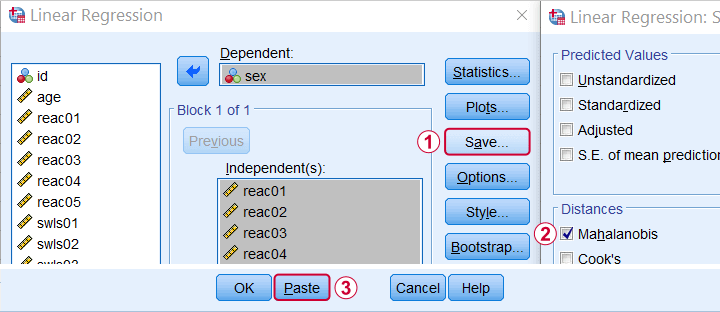 Linear Regression
id
age
reac01
reac02
reac03
reac04
reac05
swls01
swls02
Dependent:
sex
Block 1 of 1
Previous
Independent(s):
reac01
reac02
reac03
reac04
Statistics...
Plots...
1
Save...
Options...
Style...
Bootstrap...
OK
Paste
3
Cancel
Help
Linear Regression: S
Predicted Values
Unstandardized
Standardized
Adjusted
S.E. of mean prediction
Distances
2
Mahalanobis
Cook's